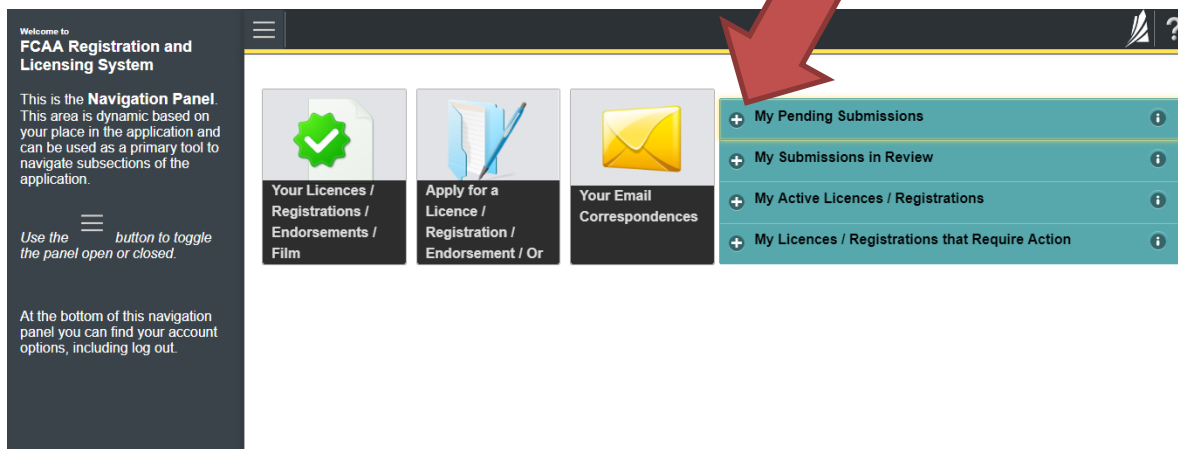 Welcome to
FCAA Registration and
Licensing System
This is the Navigation Panel.
This area is dynamic based on
your place in the application and
can be used as a primary tool to
navigate subsections of the
application.
Use the button to toggle
the panel open or closed.
At the bottom of this navigation
panel you can find your account
options, including log out.
?
Your Licences /
Registrations /
Endorsements /
Film
Apply for a
Licence /
Registration /
Endorsement / Or
Your Email
Correspondences
My Pending Submissions
My Submissions in Review
My Active Licences / Registrations
My Licences / Registrations that Require Action